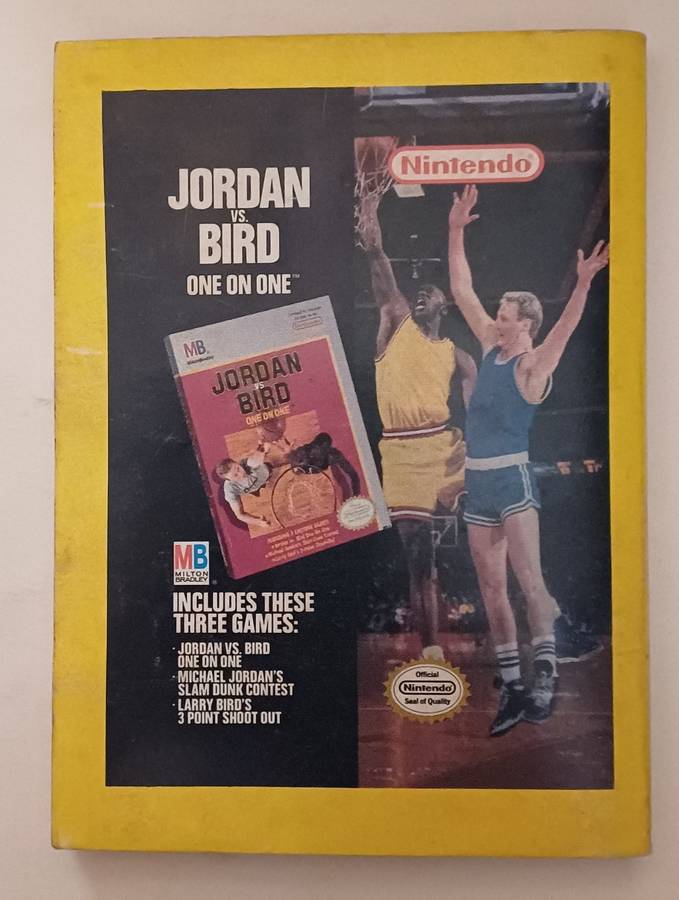 Nintendo
JORDAN
VS.
BIRD
ONE ON ONE™
MB®
JORDAN
VS
BIRD
ONE ON ONE
MB
MILTON
BRADLEY®
INCLUDES THESE
THREE GAMES:
· JORDAN VS. BIRD
ONE ON ONE
· MICHAEL JORDAN'S
SLAM DUNK CONTEST
· LARRY BIRD'S
3 POINT SHOOT OUT
Official
Nintendo
Seal of Quality